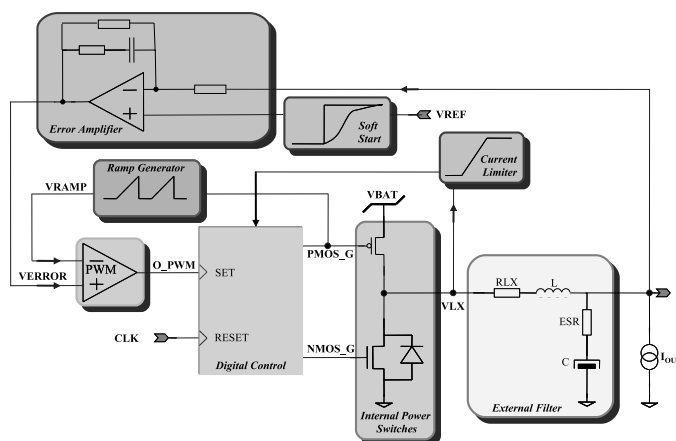 Error Amplifier
Soft
Start
VREF
Current
Limiter
Ramp Generator
VRAMP
VBAT
PWM
VERROR
O_PWM
SET
PMOS_G
VLX
RLX
L
ESR
C
I_OU
CLK
RESET
NMOS_G
Digital Control
Internal Power
Switches
External Filter